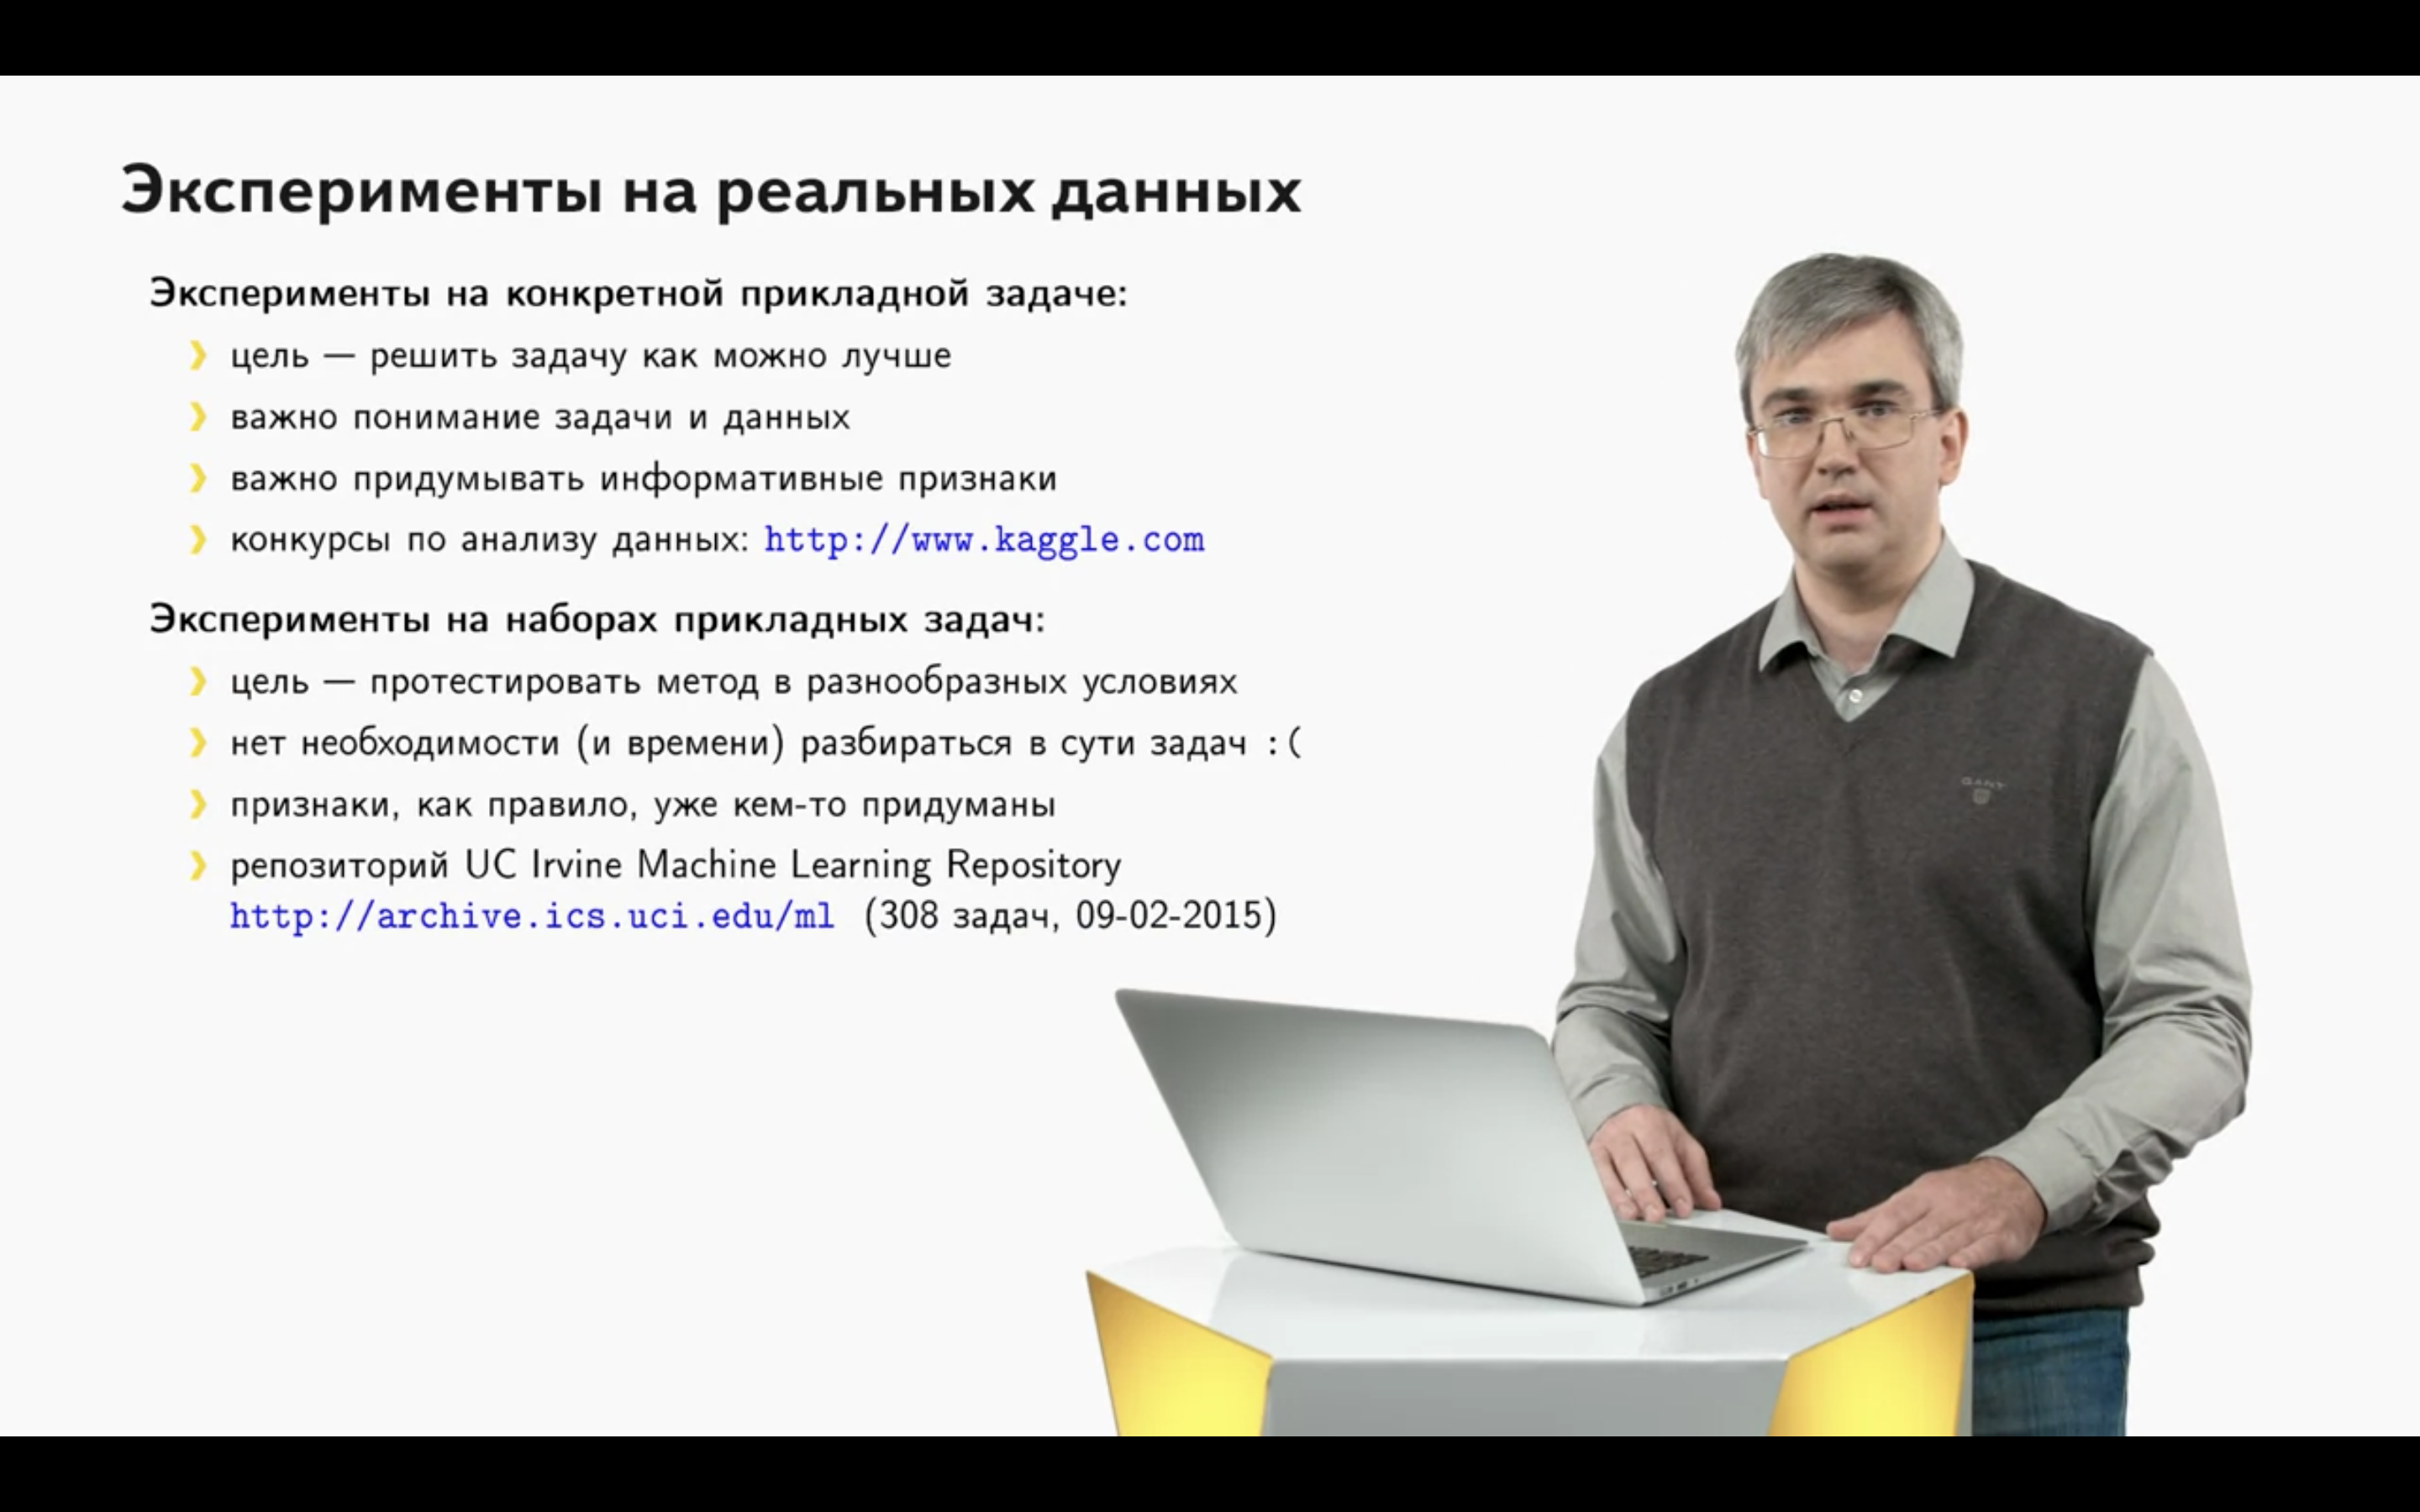 Эксперименты на реальных данных
Эксперименты на конкретной прикладной задаче:
цель — решить задачу как можно лучше
важно понимание задачи и данных
важно придумывать информативные признаки
конкурсы по анализу данных: http://www.kaggle.com
Эксперименты на наборах прикладных задач:
цель — протестировать метод в разнообразных условиях
нет необходимости (и времени) разбираться в сути задач :(
признаки, как правило, уже кем-то придуманы
репозиторий UC Irvine Machine Learning Repository
http://archive.ics.uci.edu/ml (308 задач, 09-02-2015)
GANT